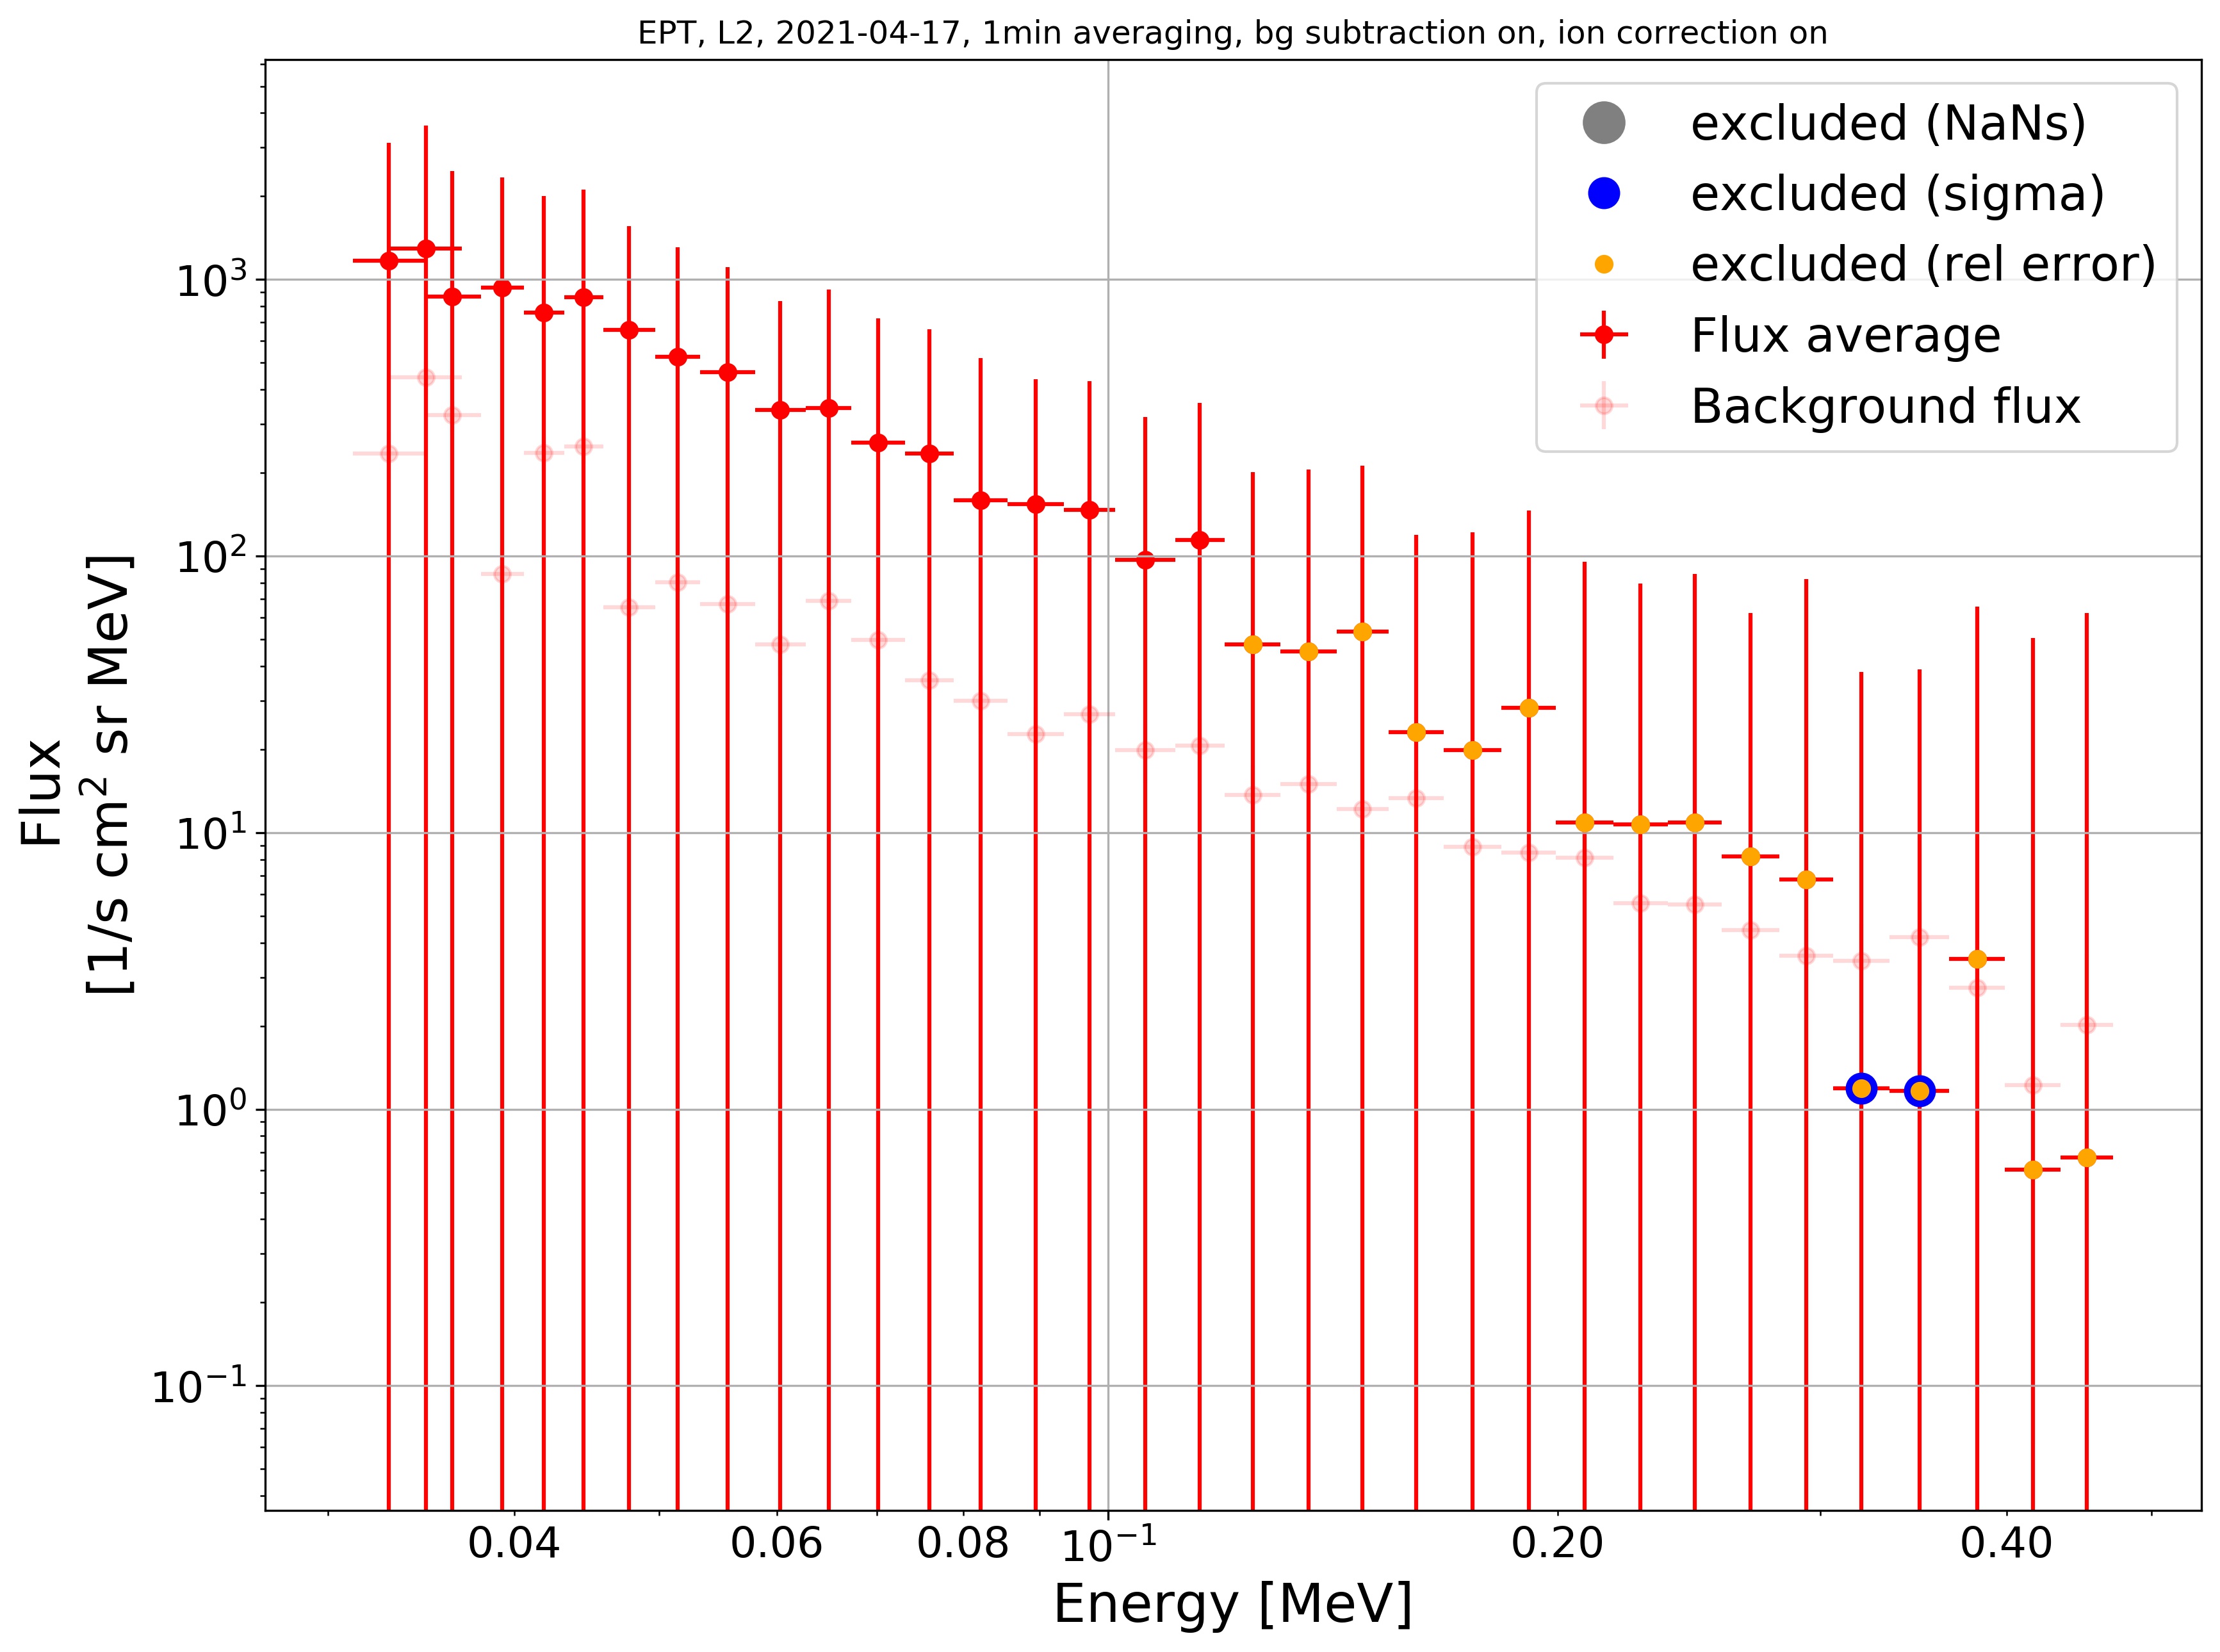 EPT, L2, 2021-04-17, 1min averaging, bg subtraction on, ion correction on
excluded (NaNs)
excluded (sigma)
excluded (rel error)
Flux average
Background flux
Flux
[1/s cm² sr MeV]
10³
10²
10¹
10⁰
10⁻¹
0.04
0.06
0.08
10⁻¹
0.20
0.40
Energy [MeV]